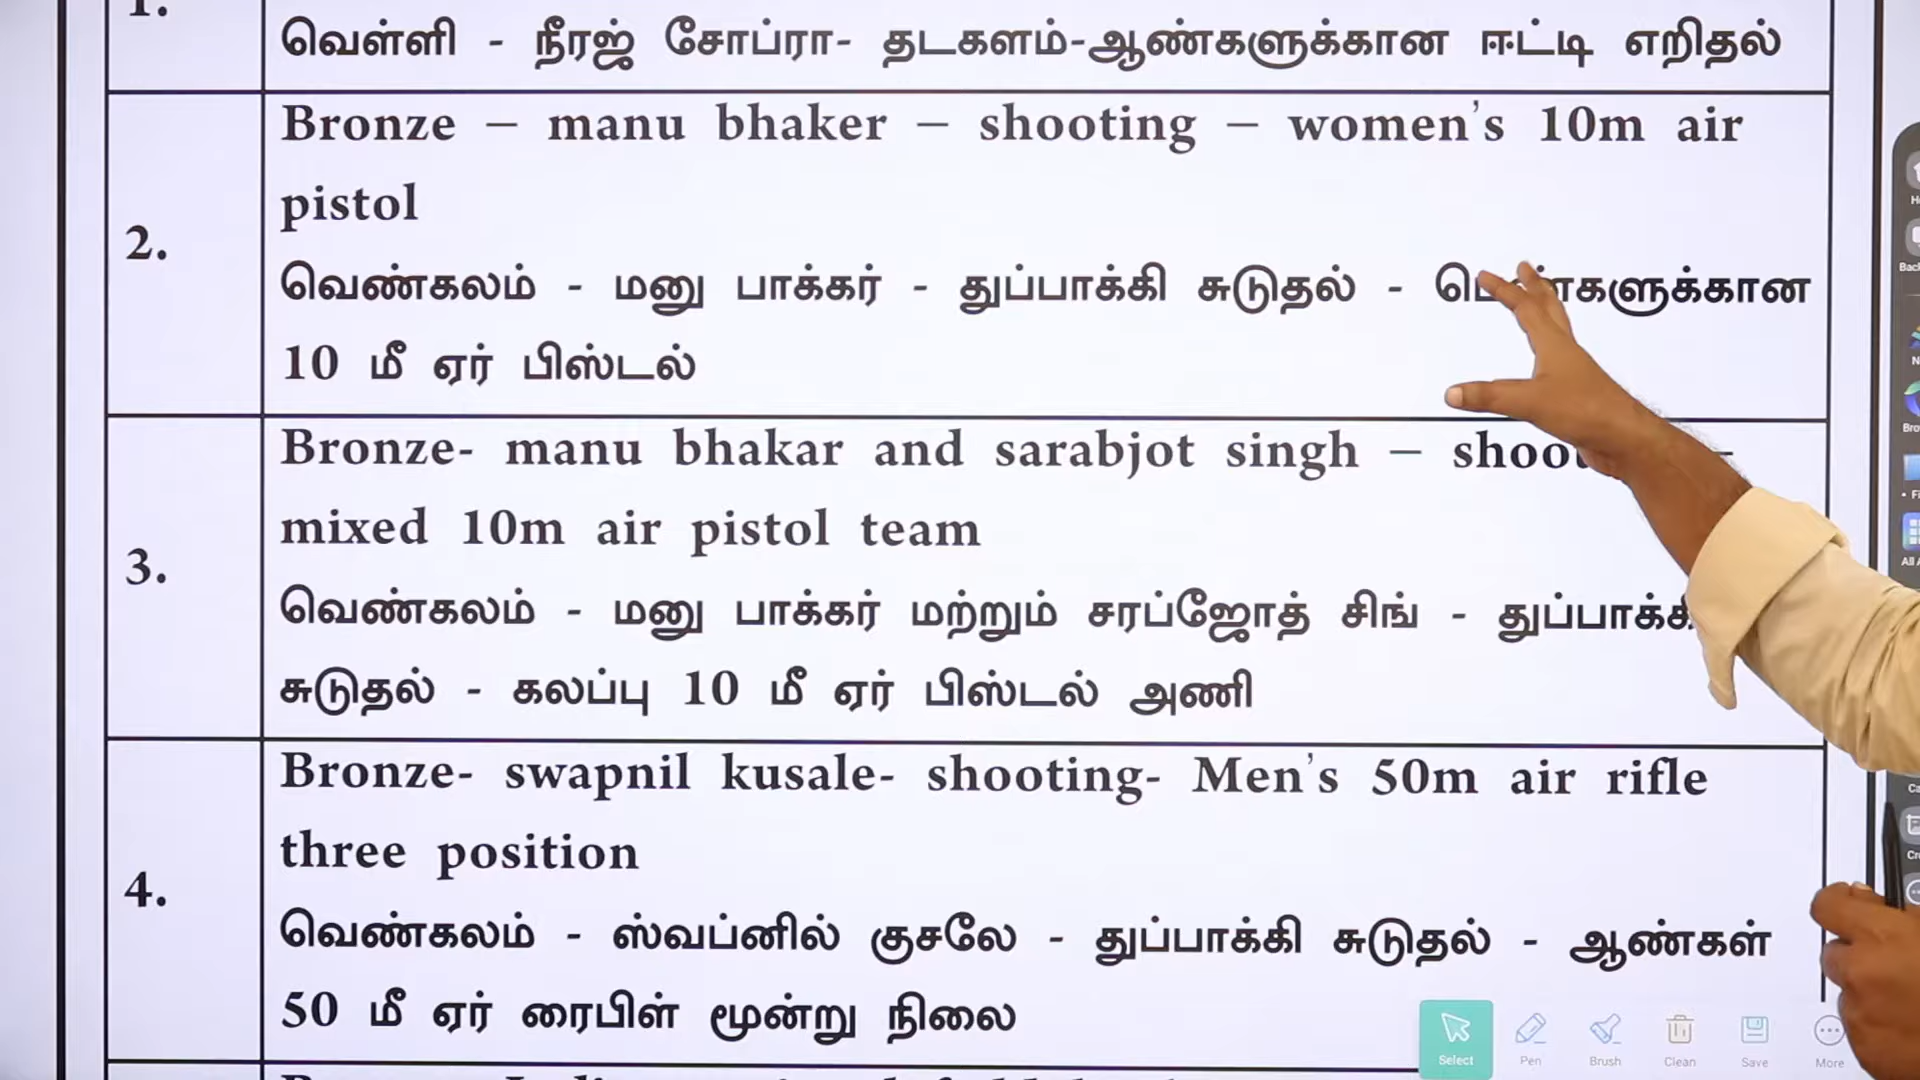 1.
வெள்ளி - நீரஜ் சோப்ரா- தடகளம்-ஆண்களுக்கான ஈட்டி எறிதல்
2.
Bronze – manu bhaker – shooting – women's 10m air
pistol
வெண்கலம் - மனு பாக்கர் - துப்பாக்கி சுடுதல் -
10 மீ ஏர் பிஸ்டல்
3.
Bronze- manu bhakar and sarabjot singh –
mixed 10m air pistol team
வெண்கலம் - மனு பாக்கர் மற்றும் சரப்ஜோத் சிங் -
சுடுதல் - கலப்பு 10 மீ ஏர் பிஸ்டல் அணி
4.
Bronze- swapnil kusale- shooting- Men's 50m air rifle
three position
வெண்கலம் - ஸ்வப்னில் குசலே - துப்பாக்கி சுடுதல் - ஆண்கள்
50 மீ ஏர் ரைபிள் மூன்று நிலை
Select Pen Brush Clean Save More